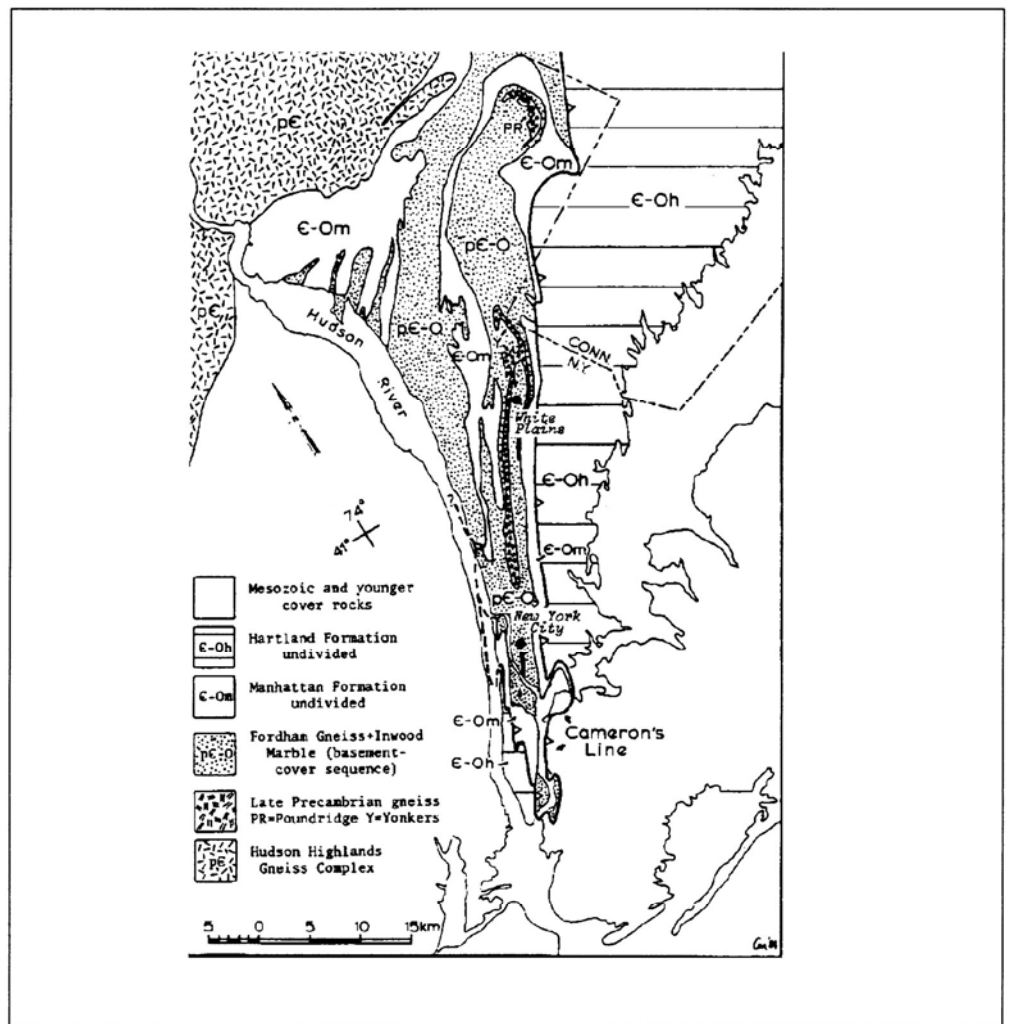 pЄ
PR
Є-Om
Є-Oh
Є-Om
pЄ-O
pЄ
Hudson
River
pЄ-O
Є-Om
CONN.
N.Y.
White
Plains
Є-Oh
74°
41°
Є-Om
pЄ-O
New York
City
Mesozoic and younger
cover rocks
Є-Oh
Hartland Formation
undivided
Є-Om
Manhattan Formation
undivided
Є-Om
Cameron's
Line
Є-Oh
pЄ-O
Fordham Gneiss+Inwood
Marble (basement-
cover sequence)
Late Precambrian gneiss
PR=Poundridge Y=Yonkers
pЄ
Hudson Highlands
Gneiss Complex
5 0 5 10 15km